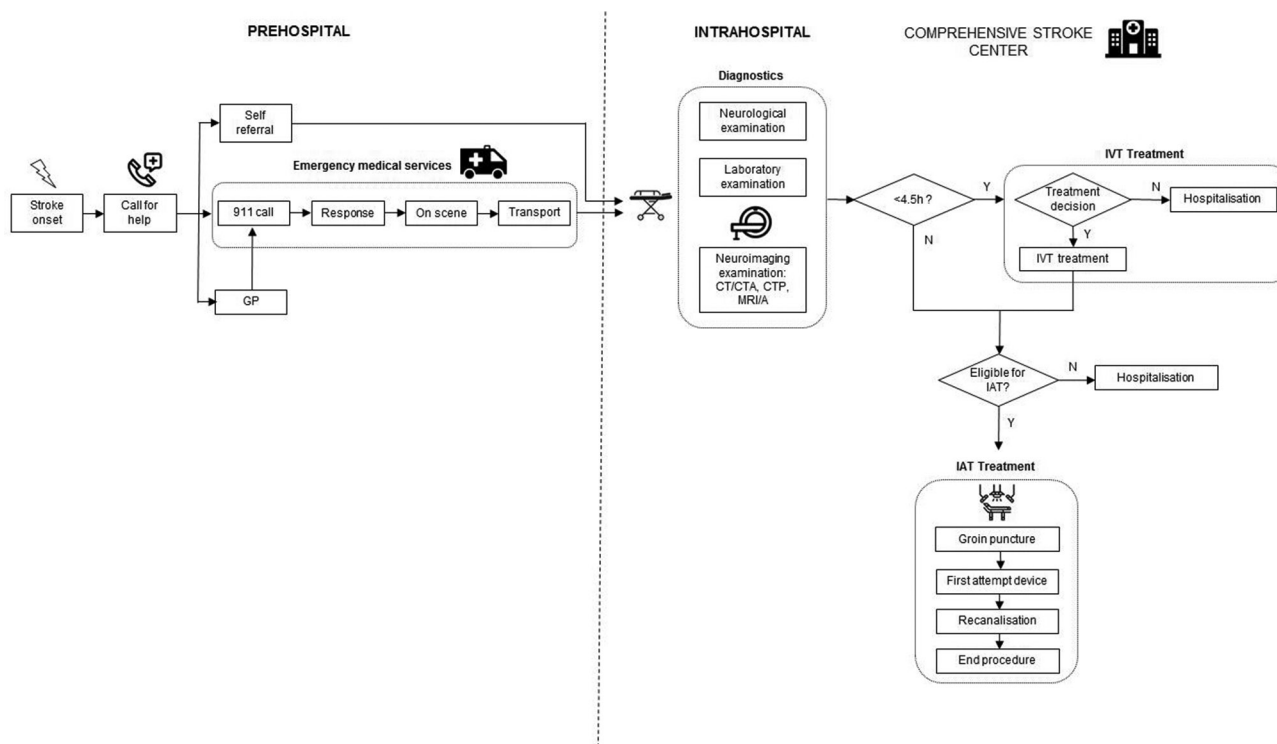 PREHOSPITAL
INTRAHOSPITAL
COMPREHENSIVE STROKE
CENTER
Stroke
onset
Call for
help
Self
referral
Emergency medical services
911 call
Response
On scene
Transport
GP
Diagnostics
Neurological
examination
Laboratory
examination
Neuroimaging
examination:
CT/CTA, CTP,
MRI/A
<4.5h ?
Y
N
IVT Treatment
Treatment
decision
N
Hospitalisation
Y
IVT treatment
Eligible for
IAT?
N
Hospitalisation
Y
IAT Treatment
Groin puncture
First attempt device
Recanalisation
End procedure